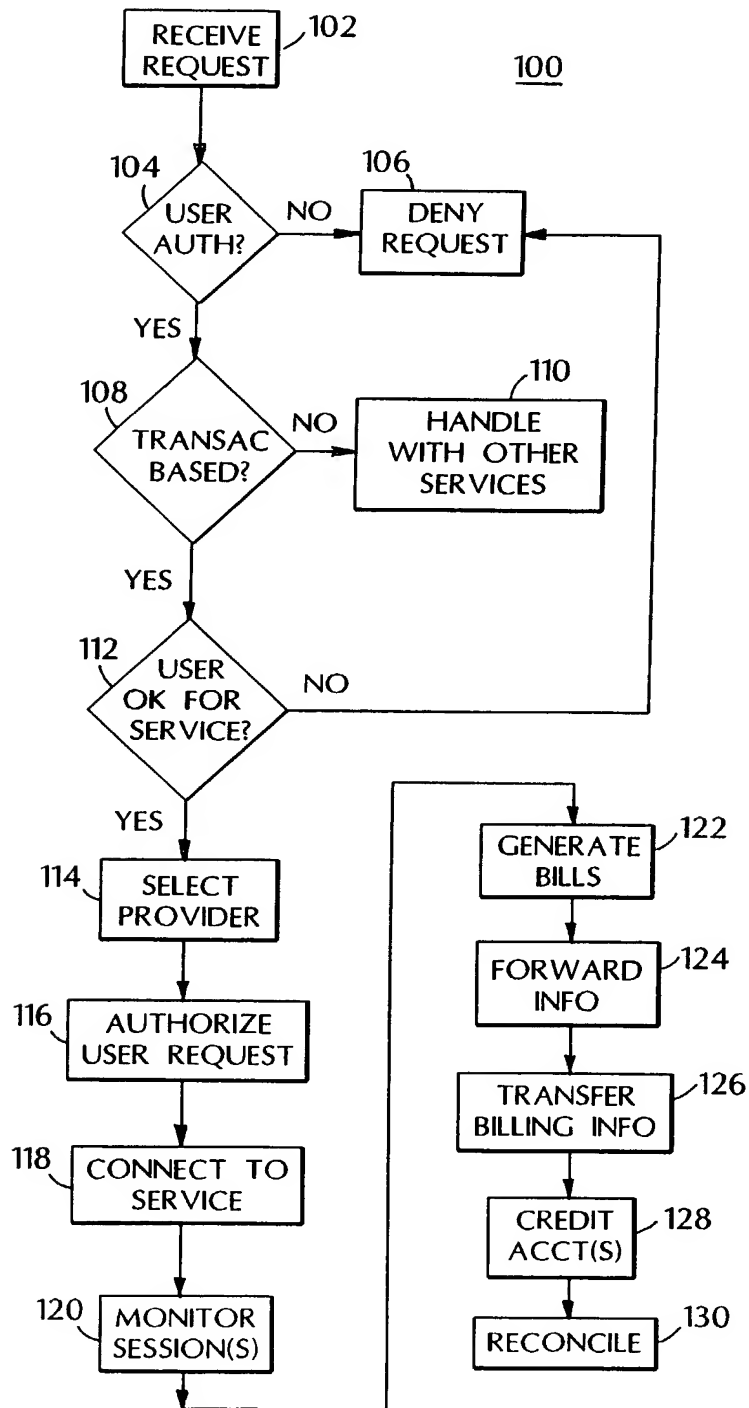 RECEIVE
REQUEST
102
100
104
USER
AUTH?
NO
106
DENY
REQUEST
YES
108
TRANSAC
BASED?
NO
110
HANDLE
WITH OTHER
SERVICES
YES
112
USER
OK FOR
SERVICE?
NO
YES
114
SELECT
PROVIDER
116
AUTHORIZE
USER REQUEST
118
CONNECT TO
SERVICE
120
MONITOR
SESSION(S)
GENERATE
BILLS
122
FORWARD
INFO
124
TRANSFER
BILLING INFO
126
CREDIT
ACCT(S)
128
RECONCILE
130